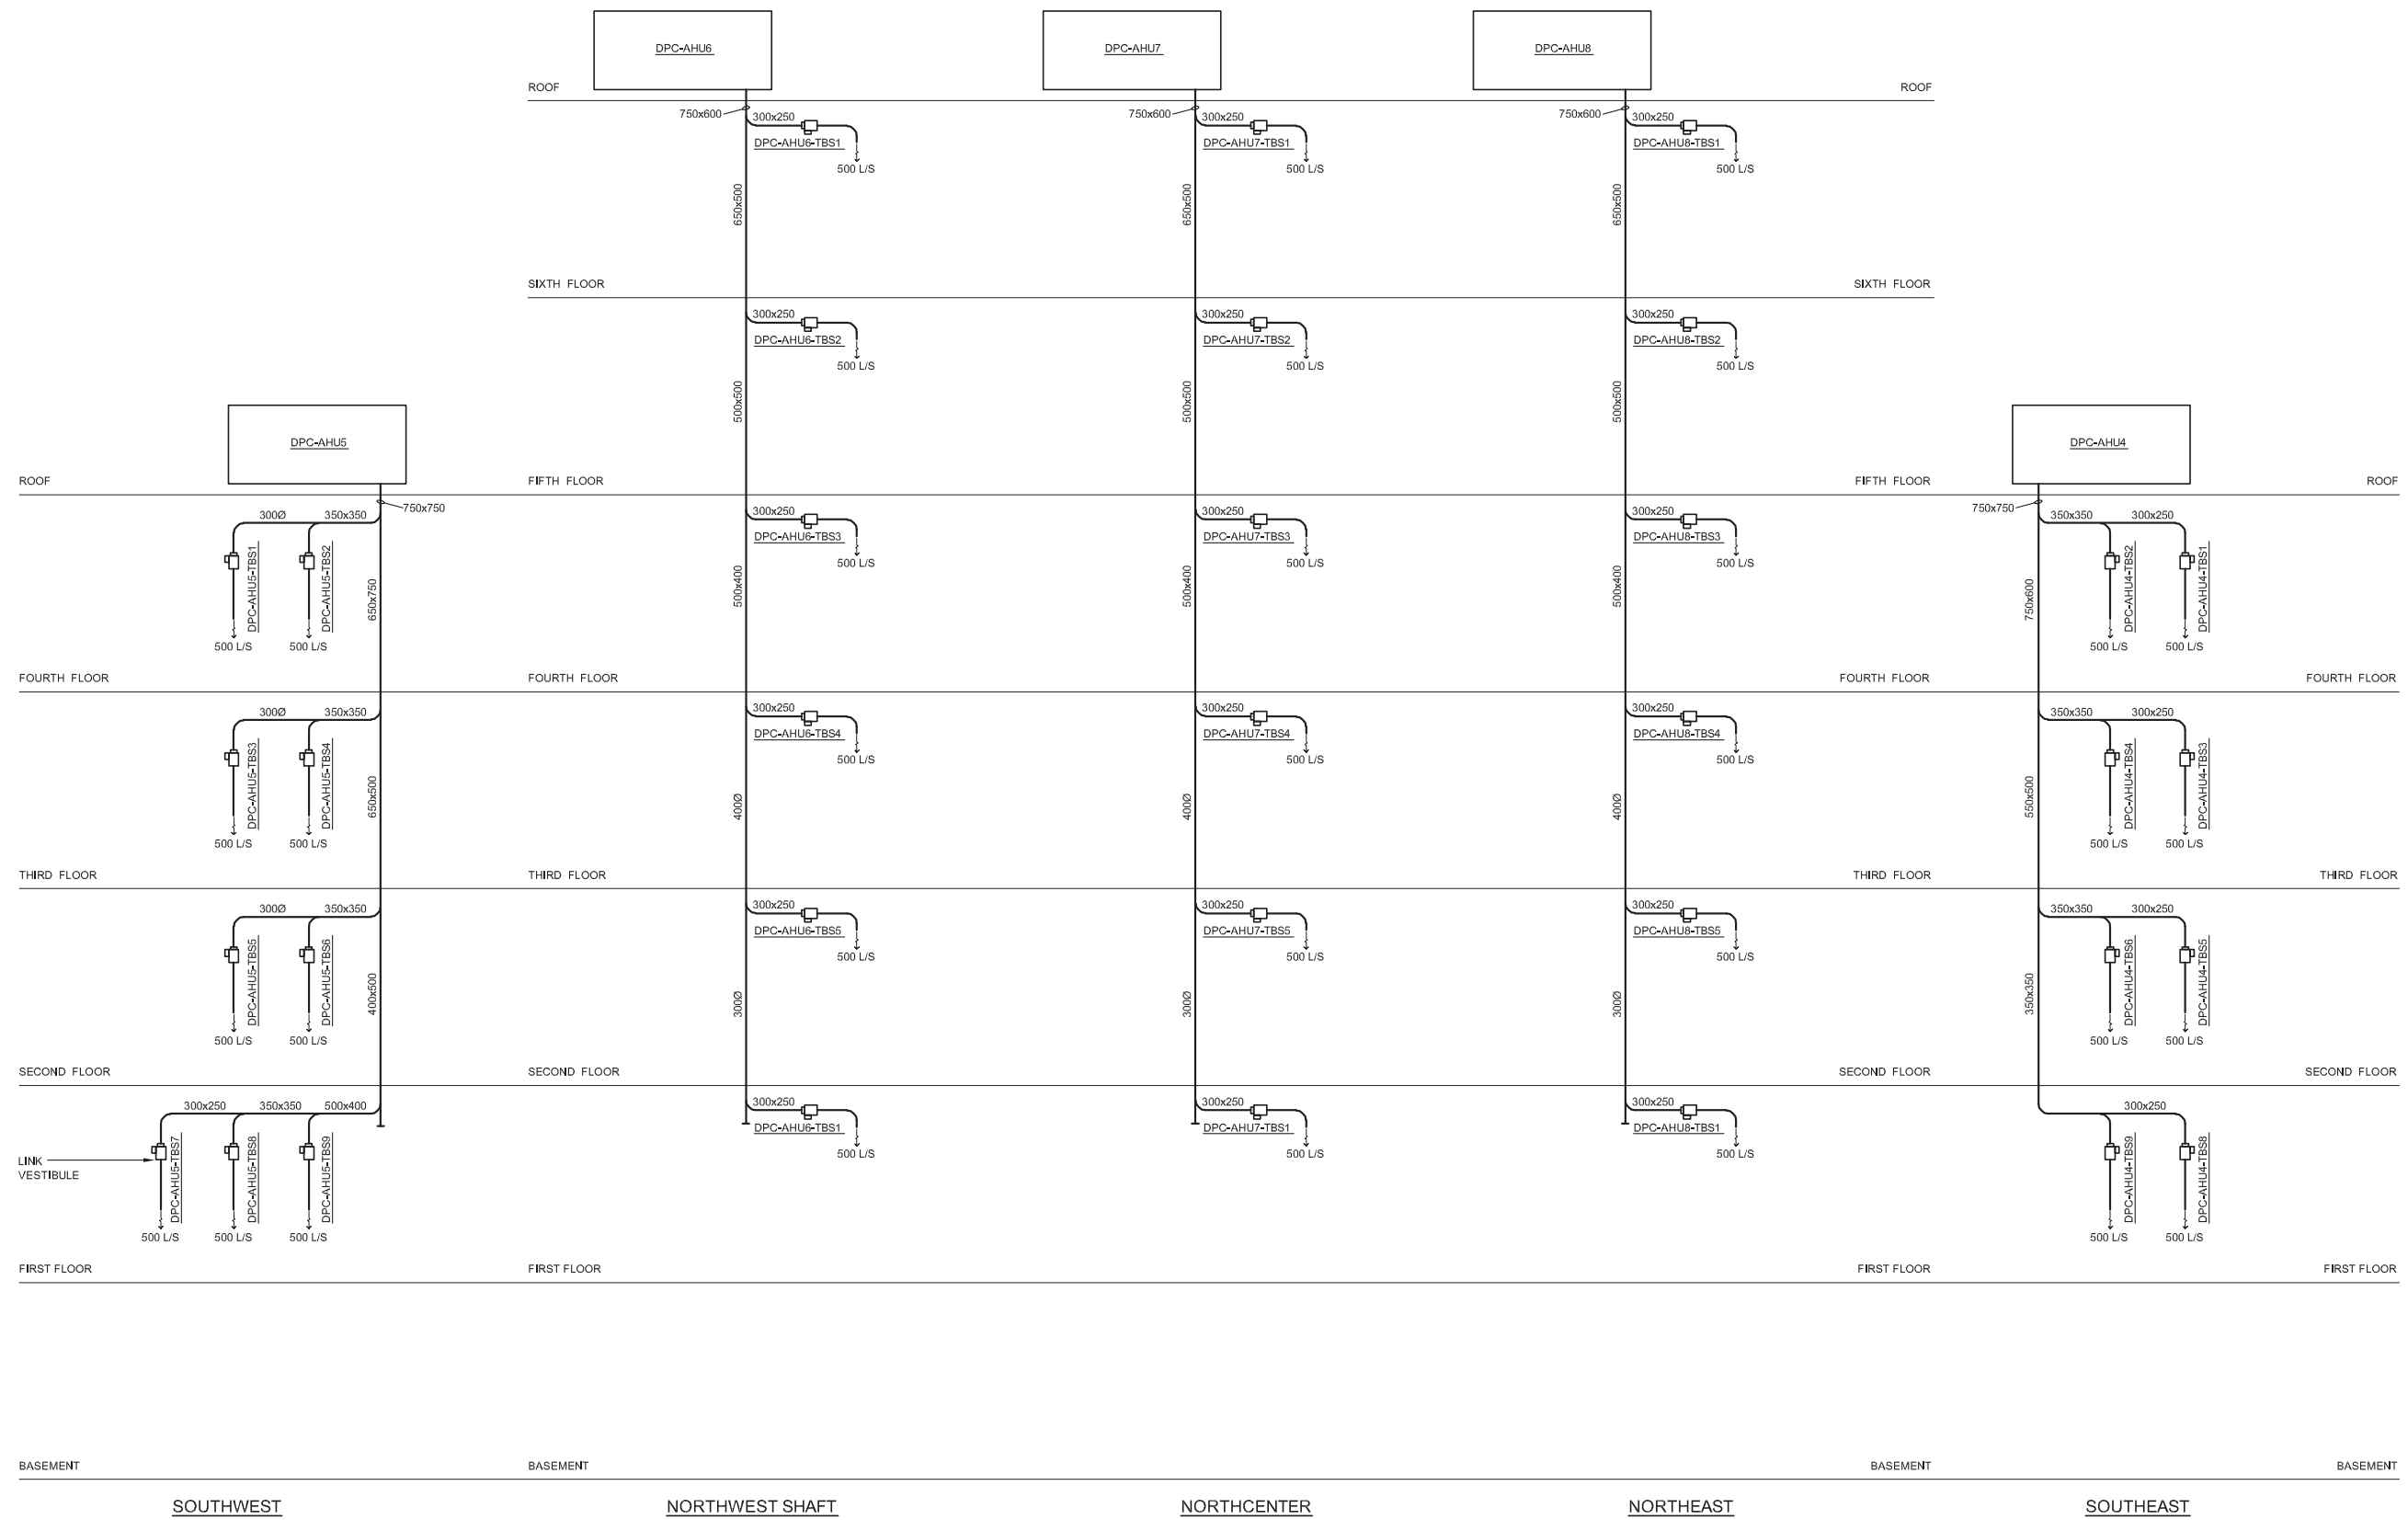 DPC-AHU6
DPC-AHU7
DPC-AHU8
ROOF
ROOF
750x600
300x250
DPC-AHU6-TBS1
500 L/S
650x500
750x600
300x250
DPC-AHU7-TBS1
500 L/S
650x500
750x600
300x250
DPC-AHU8-TBS1
500 L/S
650x500
SIXTH FLOOR
SIXTH FLOOR
300x250
DPC-AHU6-TBS2
500 L/S
500x500
300x250
DPC-AHU7-TBS2
500 L/S
500x500
300x250
DPC-AHU8-TBS2
500 L/S
500x500
DPC-AHU5
DPC-AHU4
ROOF
FIFTH FLOOR
FIFTH FLOOR
ROOF
750x750
300Ø
350x350
DPC-AHU5-TBS1
DPC-AHU5-TBS2
500 L/S
500 L/S
650x750
300x250
DPC-AHU6-TBS3
500 L/S
500x400
300x250
DPC-AHU7-TBS3
500 L/S
500x400
300x250
DPC-AHU8-TBS3
500 L/S
500x400
750x750
350x350
300x250
DPC-AHU4-TBS2
DPC-AHU4-TBS1
500 L/S
500 L/S
750x600
FOURTH FLOOR
FOURTH FLOOR
FOURTH FLOOR
FOURTH FLOOR
300Ø
350x350
DPC-AHU5-TBS3
DPC-AHU5-TBS4
500 L/S
500 L/S
650x500
300x250
DPC-AHU6-TBS4
500 L/S
400Ø
300x250
DPC-AHU7-TBS4
500 L/S
400Ø
300x250
DPC-AHU8-TBS4
500 L/S
400Ø
350x350
300x250
DPC-AHU4-TBS4
DPC-AHU4-TBS3
500 L/S
500 L/S
550x500
THIRD FLOOR
THIRD FLOOR
THIRD FLOOR
THIRD FLOOR
300Ø
350x350
DPC-AHU5-TBS5
DPC-AHU5-TBS6
500 L/S
500 L/S
400x500
300x250
DPC-AHU6-TBS5
500 L/S
300Ø
300x250
DPC-AHU7-TBS5
500 L/S
300Ø
300x250
DPC-AHU8-TBS5
500 L/S
300Ø
350x350
300x250
DPC-AHU4-TBS6
DPC-AHU4-TBS5
500 L/S
500 L/S
350x350
SECOND FLOOR
SECOND FLOOR
SECOND FLOOR
SECOND FLOOR
300x250
350x350
500x400
LINK
VESTIBULE
DPC-AHU5-TBS7
DPC-AHU5-TBS8
DPC-AHU5-TBS9
500 L/S
500 L/S
500 L/S
300x250
DPC-AHU6-TBS1
500 L/S
300x250
DPC-AHU7-TBS1
500 L/S
300x250
DPC-AHU8-TBS1
500 L/S
300x250
DPC-AHU4-TBS9
DPC-AHU4-TBS8
500 L/S
500 L/S
FIRST FLOOR
FIRST FLOOR
FIRST FLOOR
FIRST FLOOR
BASEMENT
BASEMENT
BASEMENT
BASEMENT
SOUTHWEST
NORTHWEST SHAFT
NORTHCENTER
NORTHEAST
SOUTHEAST